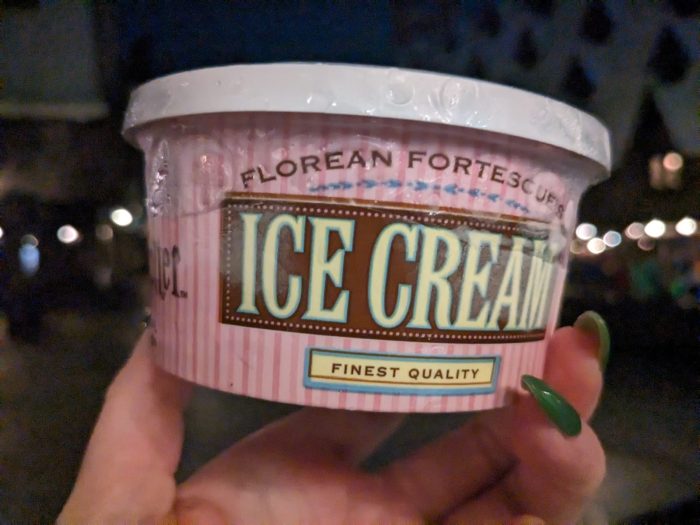 FLOREAN FORTESCUE'S
ICE CREAM
FINEST QUALITY